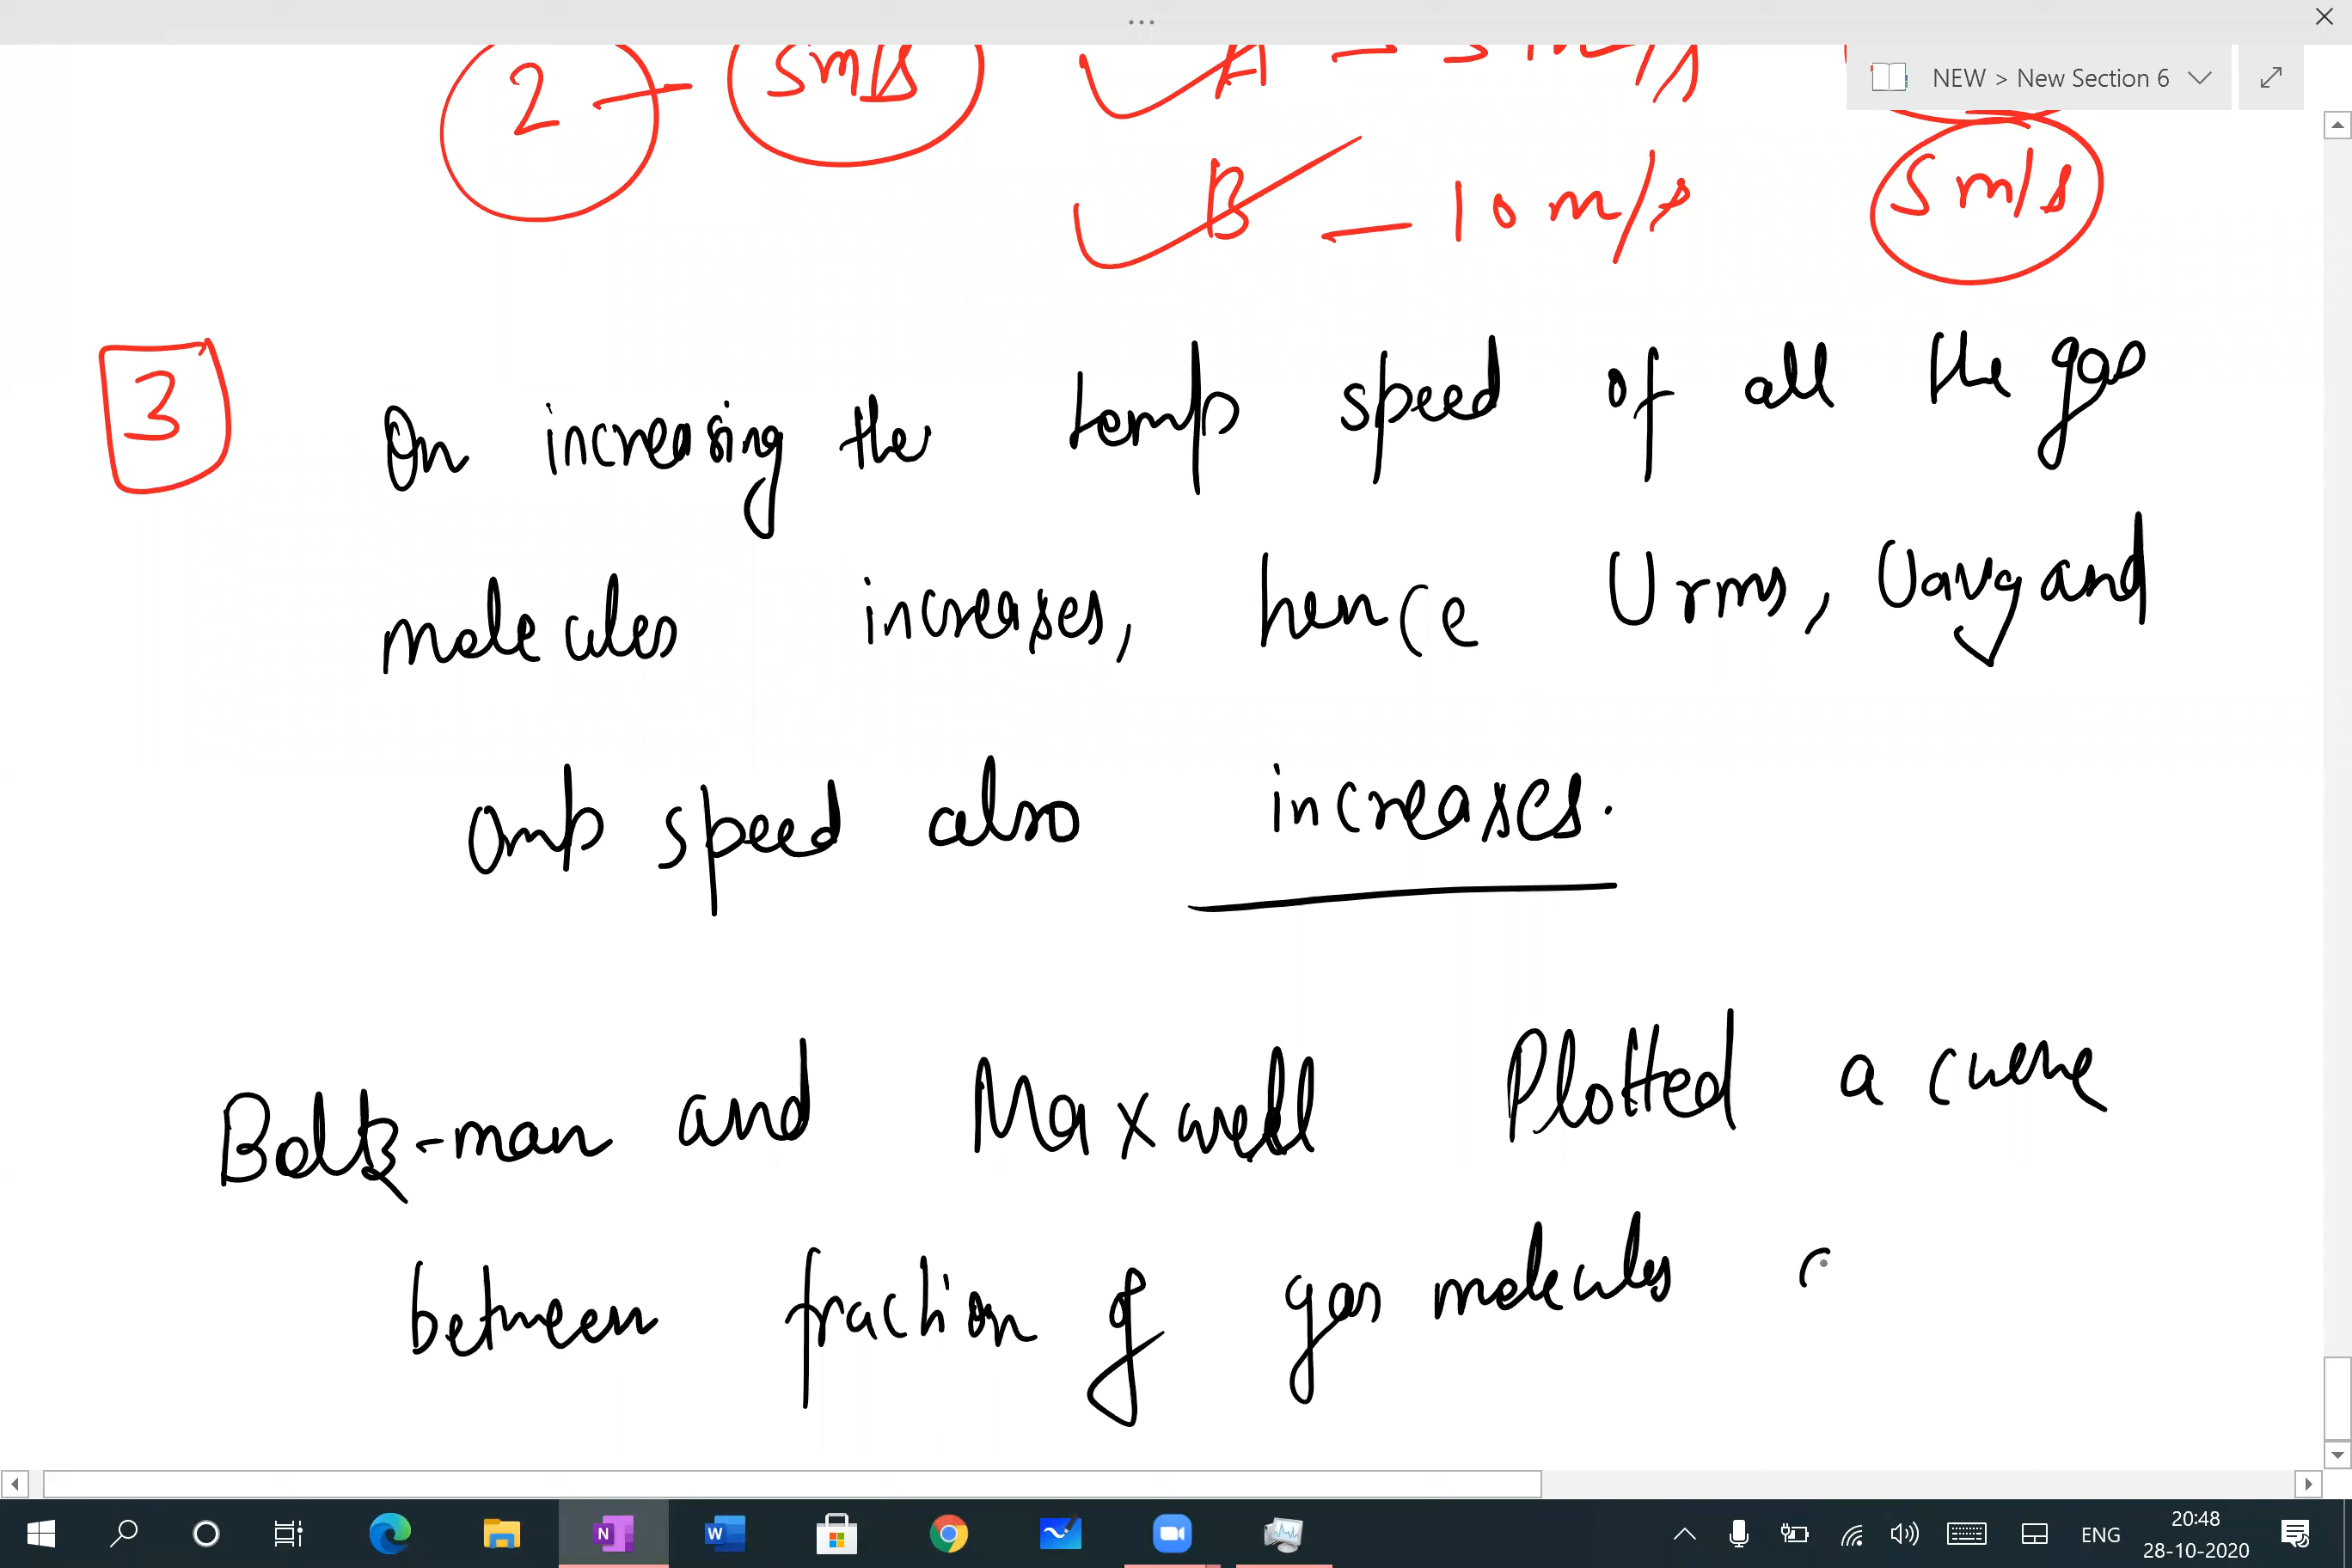 ...
NEW > New Section 6
2 - 5m/s
B - 10 m/s
5m/s
3
On increasing the temp speed of all the gas
molecules increases, hence Urms, Uavg and
amp speed also increases.
Boltz-man and Maxwell Plotted a curve
between fraction of gas molecules
ENG
20:48
28-10-2020